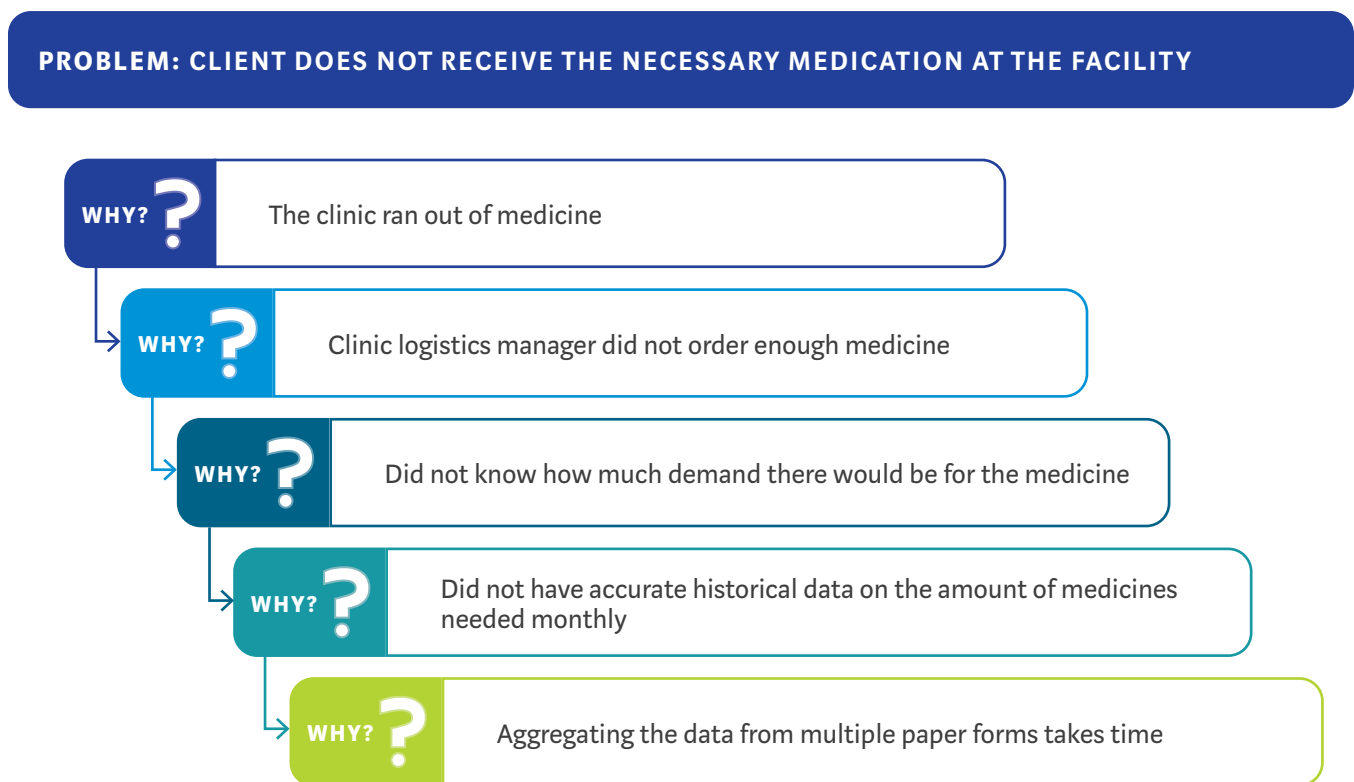 PROBLEM: CLIENT DOES NOT RECEIVE THE NECESSARY MEDICATION AT THE FACILITY
WHY? ?
The clinic ran out of medicine
WHY? ?
Clinic logistics manager did not order enough medicine
WHY? ?
Did not know how much demand there would be for the medicine
WHY? ?
Did not have accurate historical data on the amount of medicines
needed monthly
WHY? ?
Aggregating the data from multiple paper forms takes time